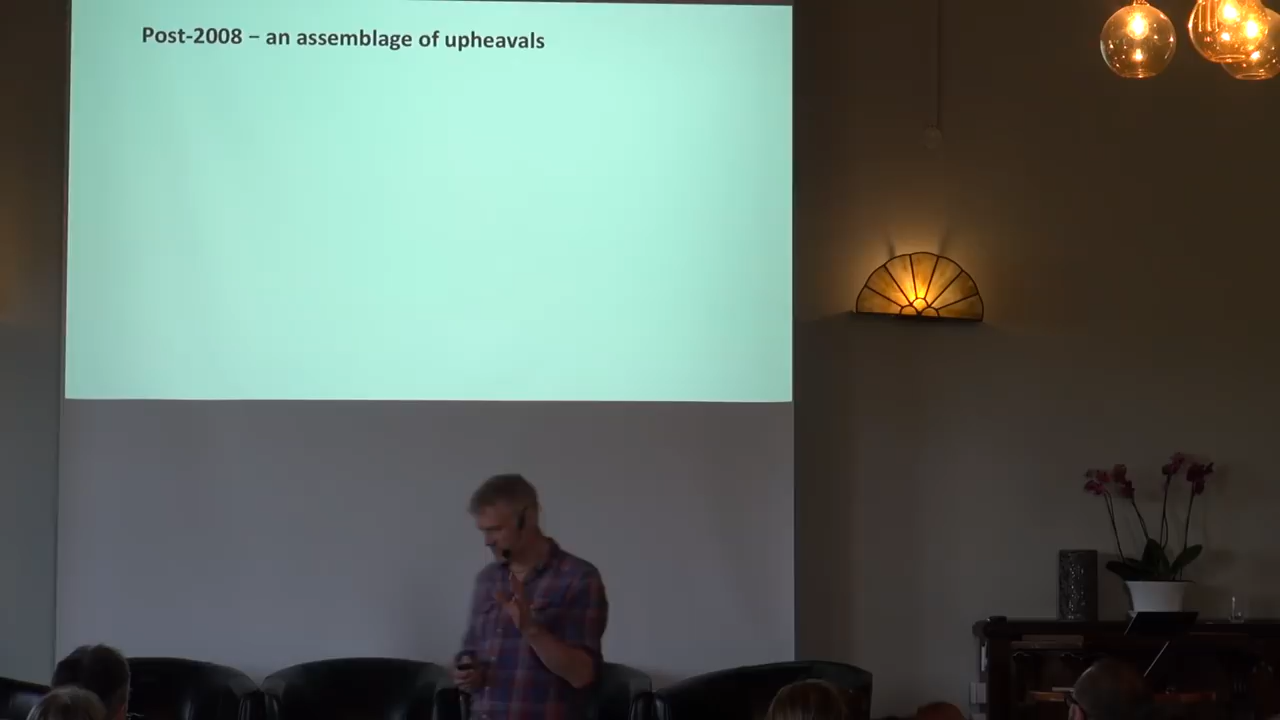 Post-2008 – an assemblage of upheavals